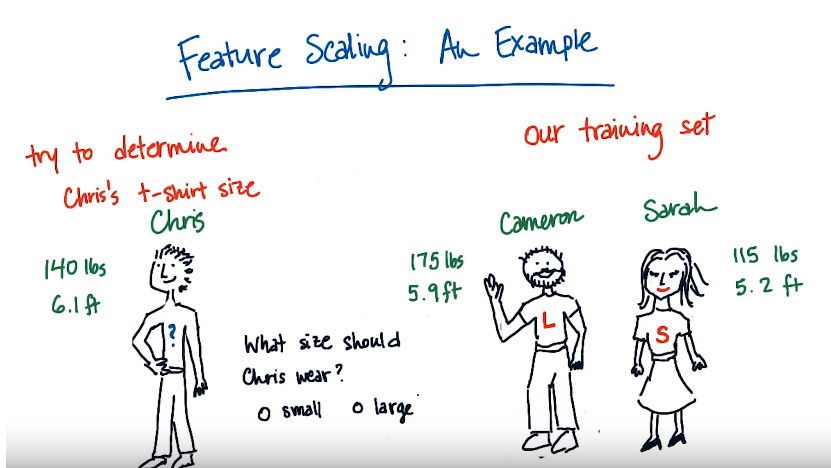 Feature Scaling: An Example
try to determine
Chris's t-shirt size
Chris
140 lbs
6.1 ft
?
What size should
Chris wear?
o small o large
our training set
Cameron
175 lbs
5.9 ft
L
Sarah
115 lbs
5.2 ft
S